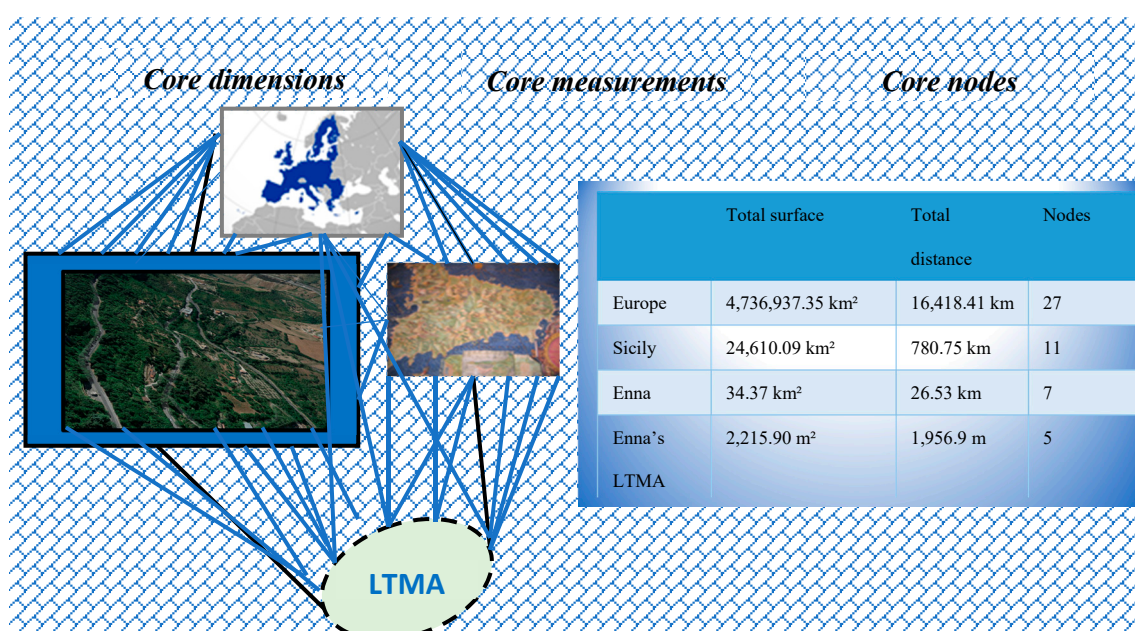 Core dimensions
Core measurements
Core nodes
Total surface
Total
distance
Nodes
Europe
4,736,937.35 km²
16,418.41 km
27
Sicily
24,610.09 km²
780.75 km
11
Enna
34.37 km²
26.53 km
7
Enna’s
LTMA
2,215.90 m²
1,956.9 m
5
LTMA